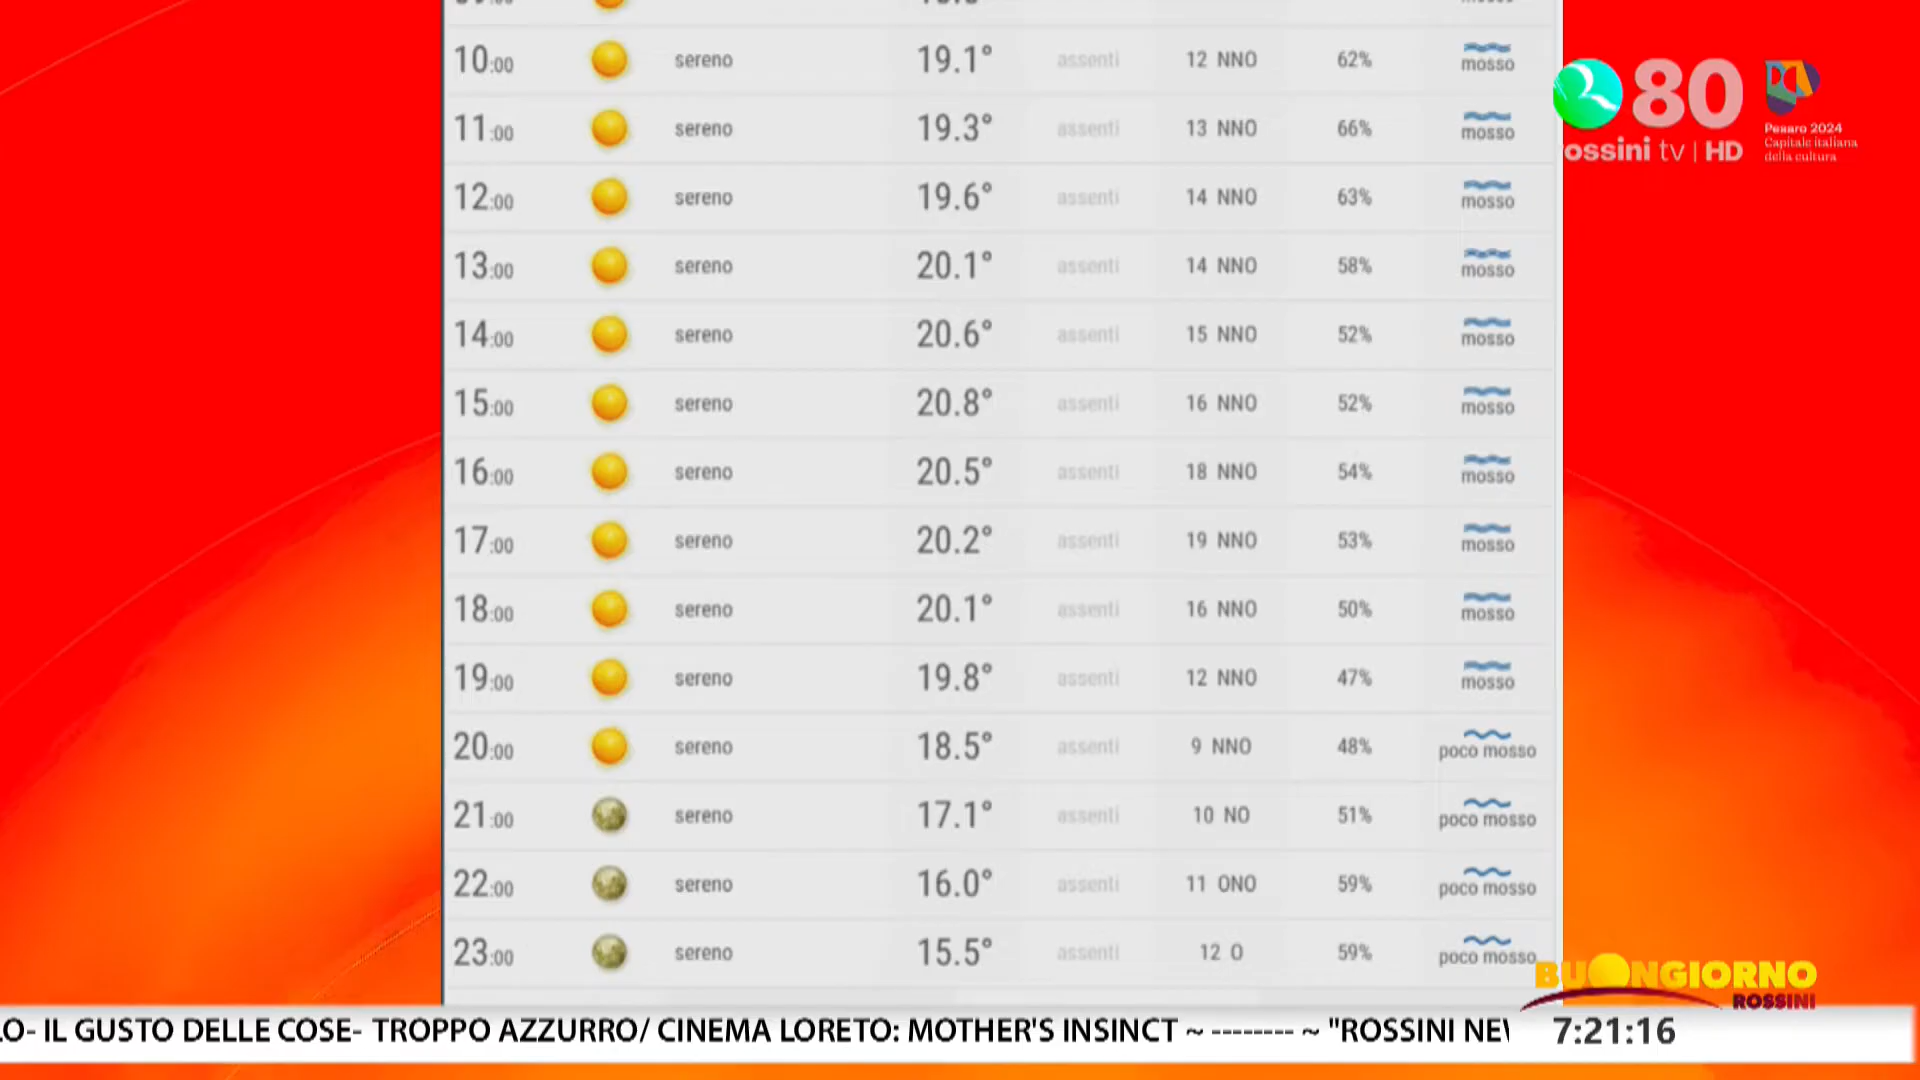 10:00 sereno 19.1° assenti 12 NNO 62% mosso
11:00 sereno 19.3° assenti 13 NNO 66% mosso
12:00 sereno 19.6° assenti 14 NNO 63% mosso
13:00 sereno 20.1° assenti 14 NNO 58% mosso
14:00 sereno 20.6° assenti 15 NNO 52% mosso
15:00 sereno 20.8° assenti 16 NNO 52% mosso
16:00 sereno 20.5° assenti 18 NNO 54% mosso
17:00 sereno 20.2° assenti 19 NNO 53% mosso
18:00 sereno 20.1° assenti 16 NNO 50% mosso
19:00 sereno 19.8° assenti 12 NNO 47% mosso
20:00 sereno 18.5° assenti 9 NNO 48% poco mosso
21:00 sereno 17.1° assenti 10 NO 51% poco mosso
22:00 sereno 16.0° assenti 11 ONO 59% poco mosso
23:00 sereno 15.5° assenti 12 O 59% poco mosso
80
ossini tv | HD
Pesaro 2024
Capitale italiana
della cultura
BUONGIORNO
ROSSINI
LO- IL GUSTO DELLE COSE- TROPPO AZZURRO/ CINEMA LORETO: MOTHER'S INSINCT ~ -------- ~ "ROSSINI NEW
7:21:16